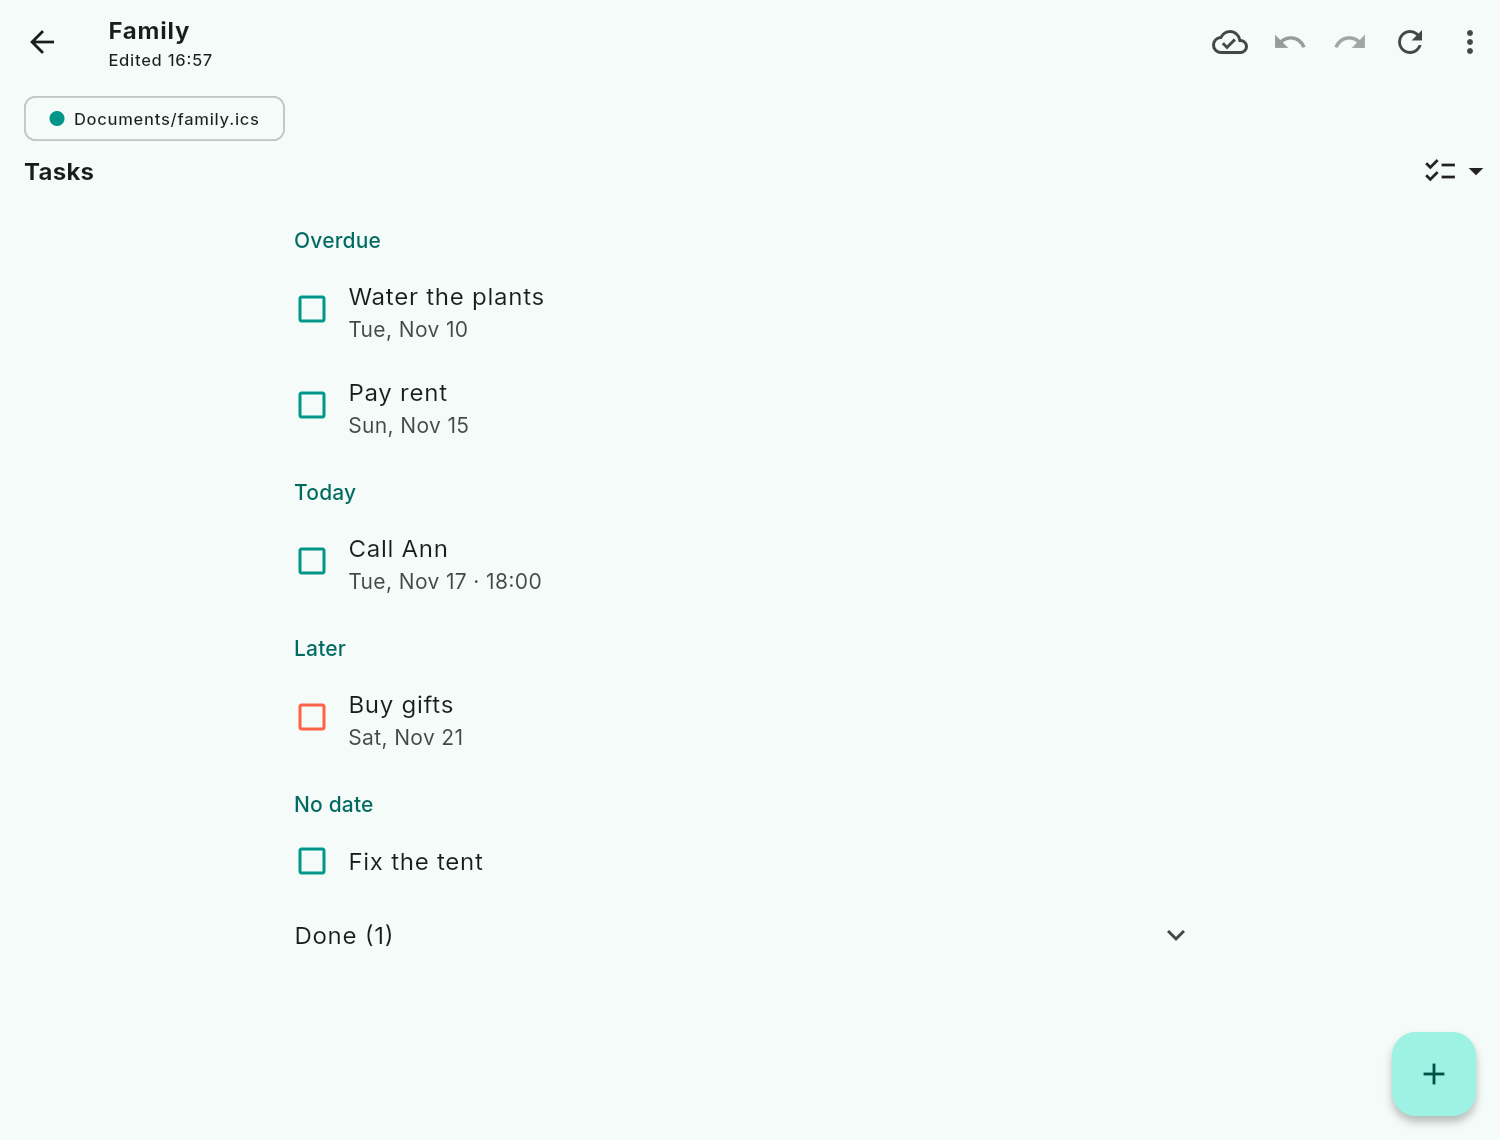 Family
Edited 16:57
Documents/family.ics
Tasks
Overdue
Water the plants
Tue, Nov 10
Pay rent
Sun, Nov 15
Today
Call Ann
Tue, Nov 17 · 18:00
Later
Buy gifts
Sat, Nov 21
No date
Fix the tent
Done (1)